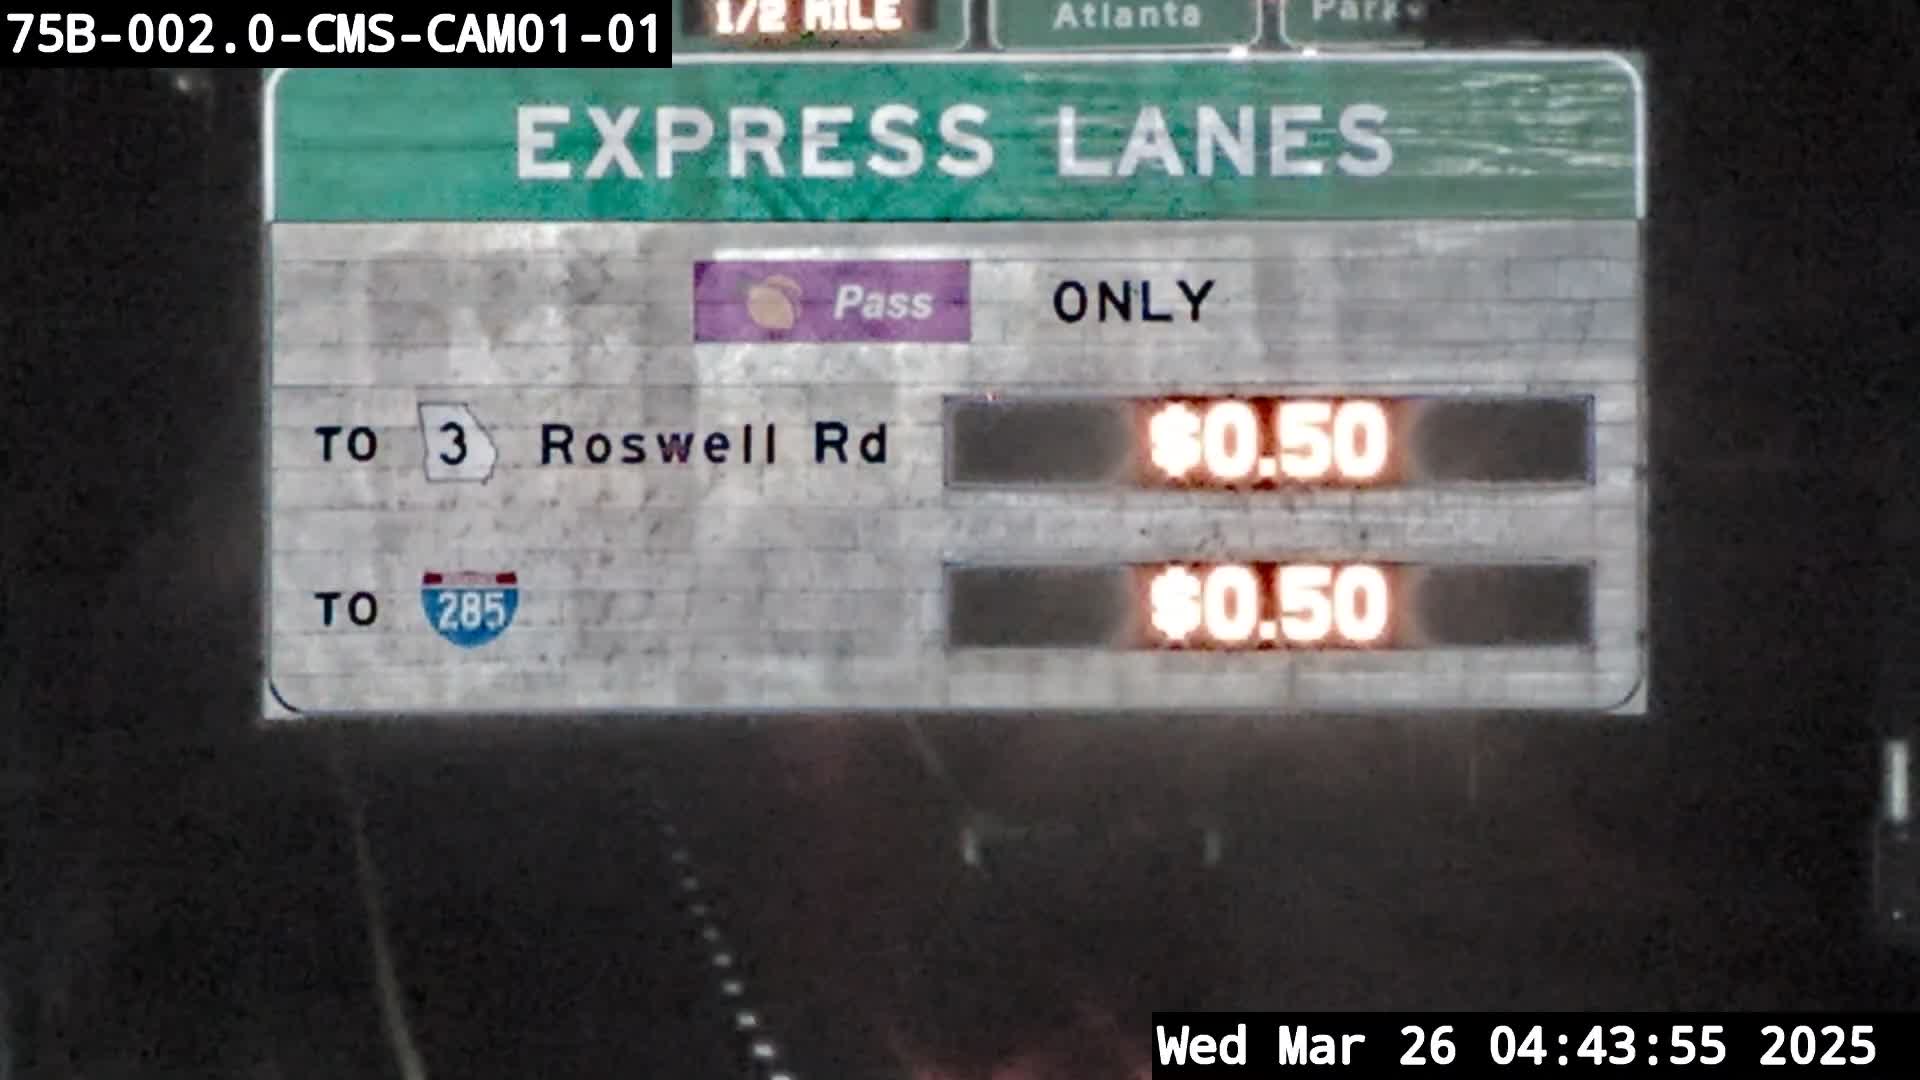 75B-002.0-CMS-CAM01-01
1/2 MILE
Atlanta
EXPRESS LANES
Pass ONLY
TO 3 Roswell Rd $0.50
TO 285 $0.50
Wed Mar 26 04:43:55 2025